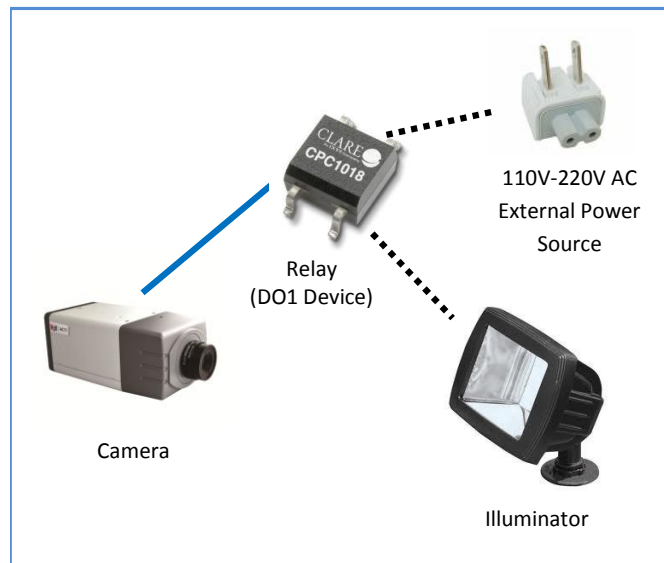 CLARE
CPC1018
110V-220V AC
External Power
Source
Relay
(DO1 Device)
Camera
Illuminator